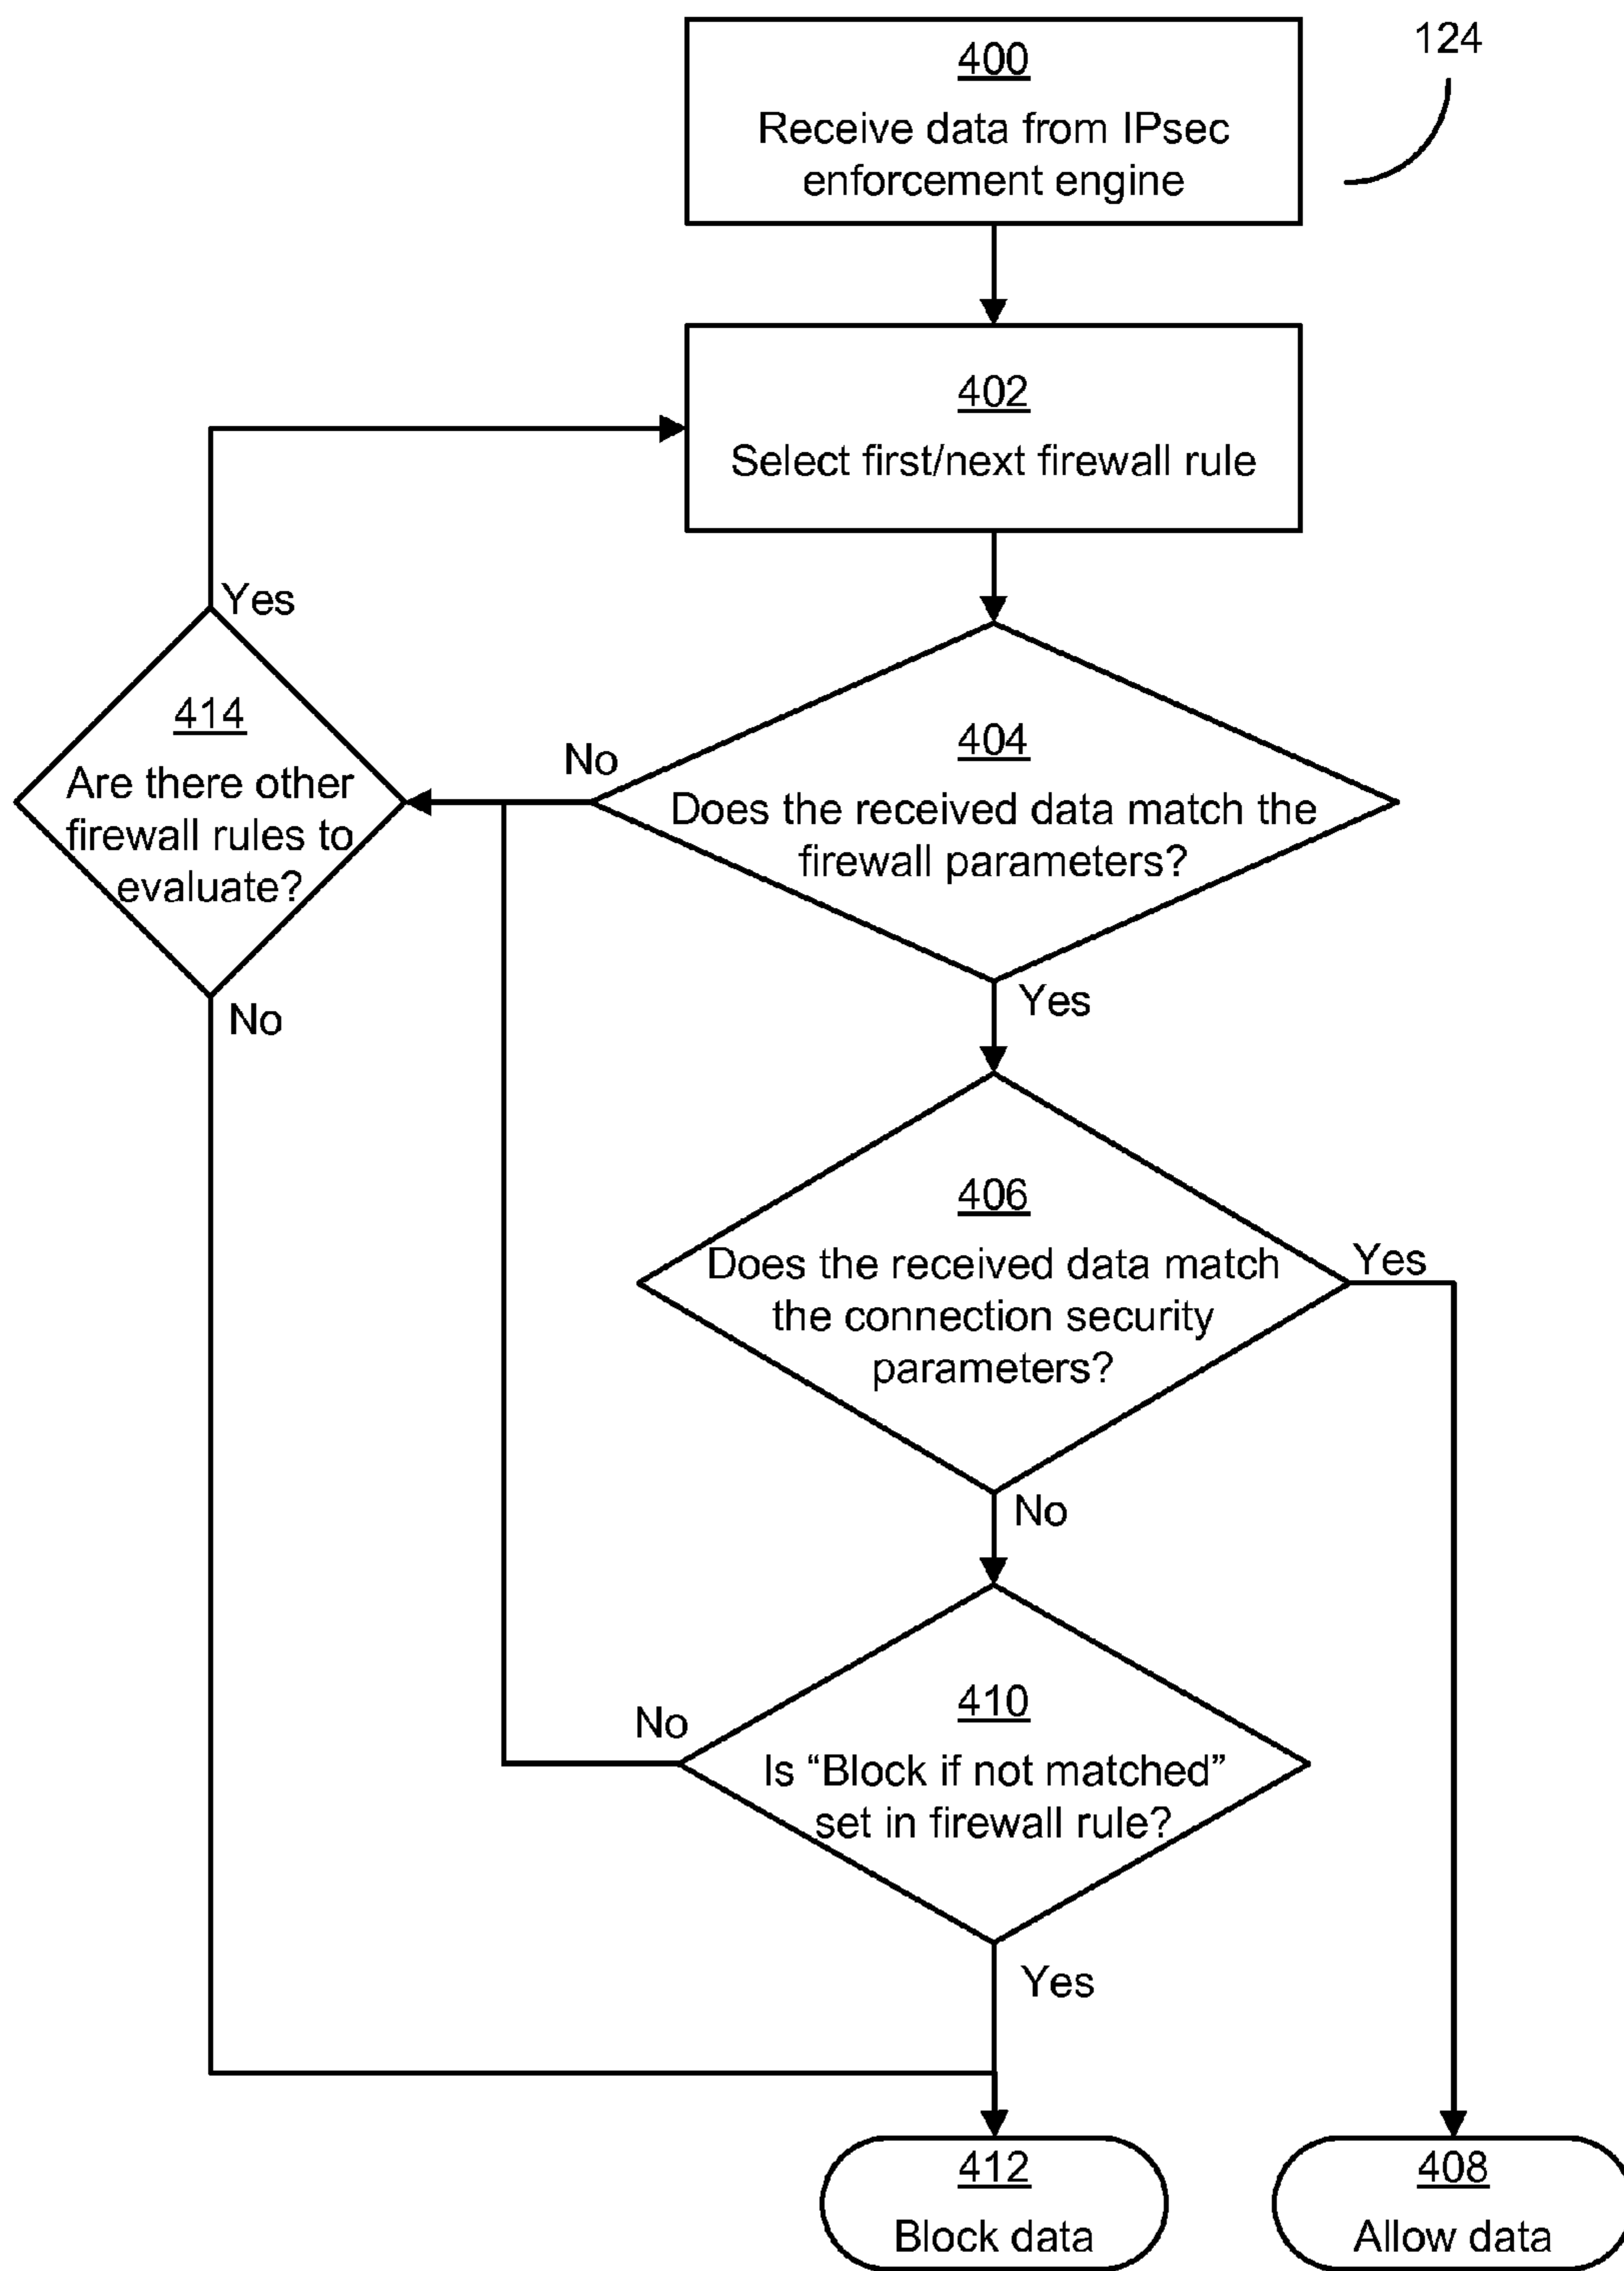 400
Receive data from IPsec
enforcement engine
124
402
Select first/next firewall rule
Yes
414
Are there other
firewall rules to
evaluate?
No
No
404
Does the received data match the
firewall parameters?
Yes
406
Does the received data match
the connection security
parameters?
Yes
No
410
Is “Block if not matched”
set in firewall rule?
No
Yes
412
Block data
408
Allow data